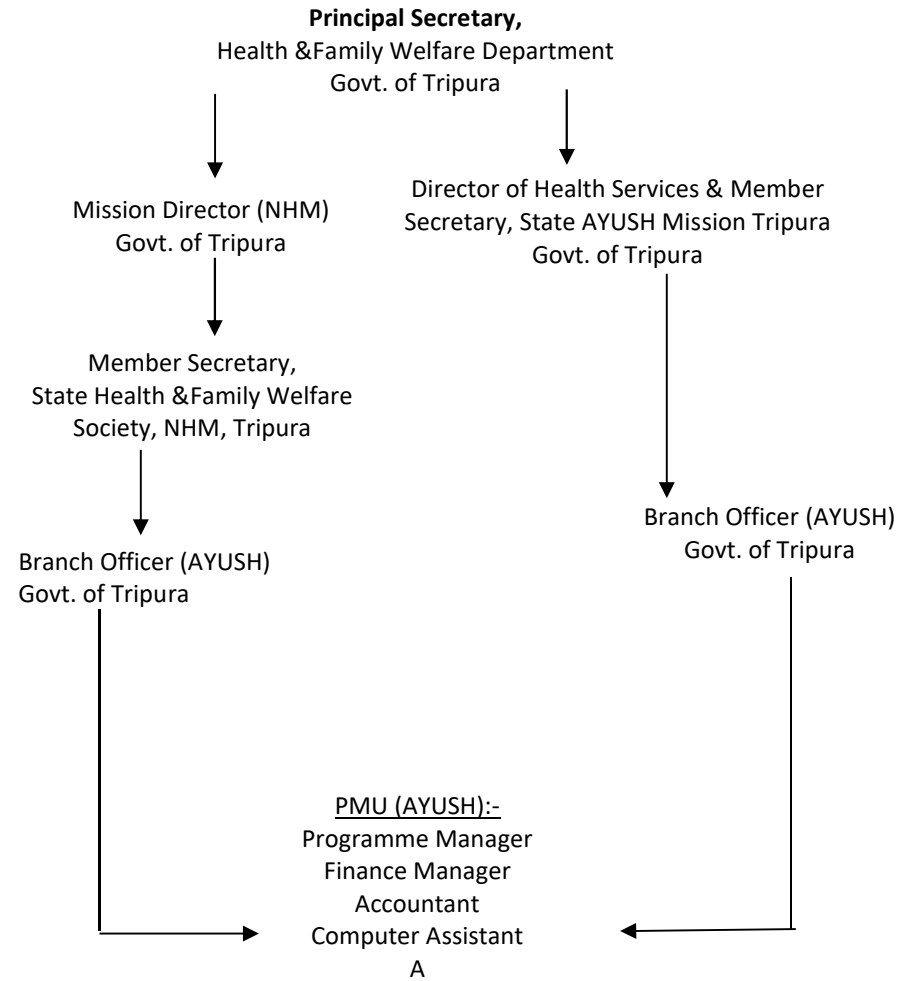 Principal Secretary,
Health &Family Welfare Department
Govt. of Tripura
Mission Director (NHM)
Govt. of Tripura
Director of Health Services & Member
Secretary, State AYUSH Mission Tripura
Govt. of Tripura
Member Secretary,
State Health &Family Welfare
Society, NHM, Tripura
Branch Officer (AYUSH)
Govt. of Tripura
Branch Officer (AYUSH)
Govt. of Tripura
PMU (AYUSH):-
Programme Manager
Finance Manager
Accountant
Computer Assistant
A